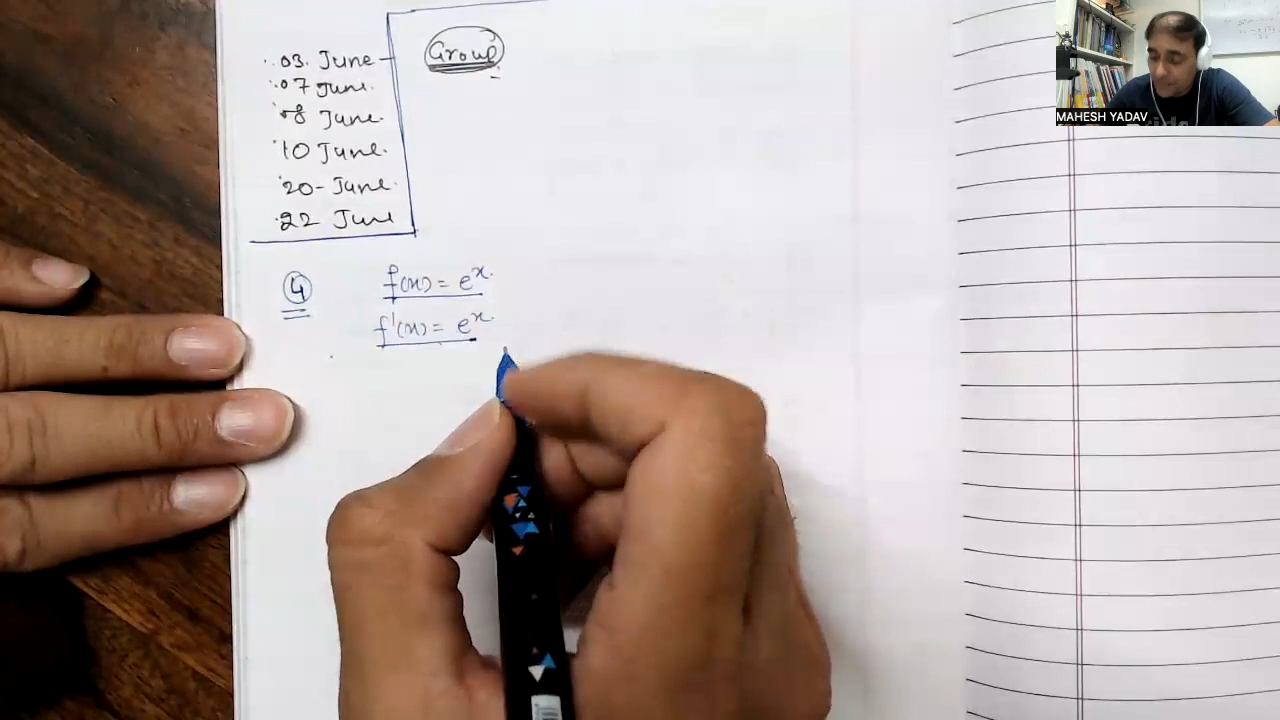 03. June
07 June.
08 June.
10 June.
20- June.
22 June
Group
4
f(x) = e^x.
f'(x) = e^x.
MAHESH YADAV